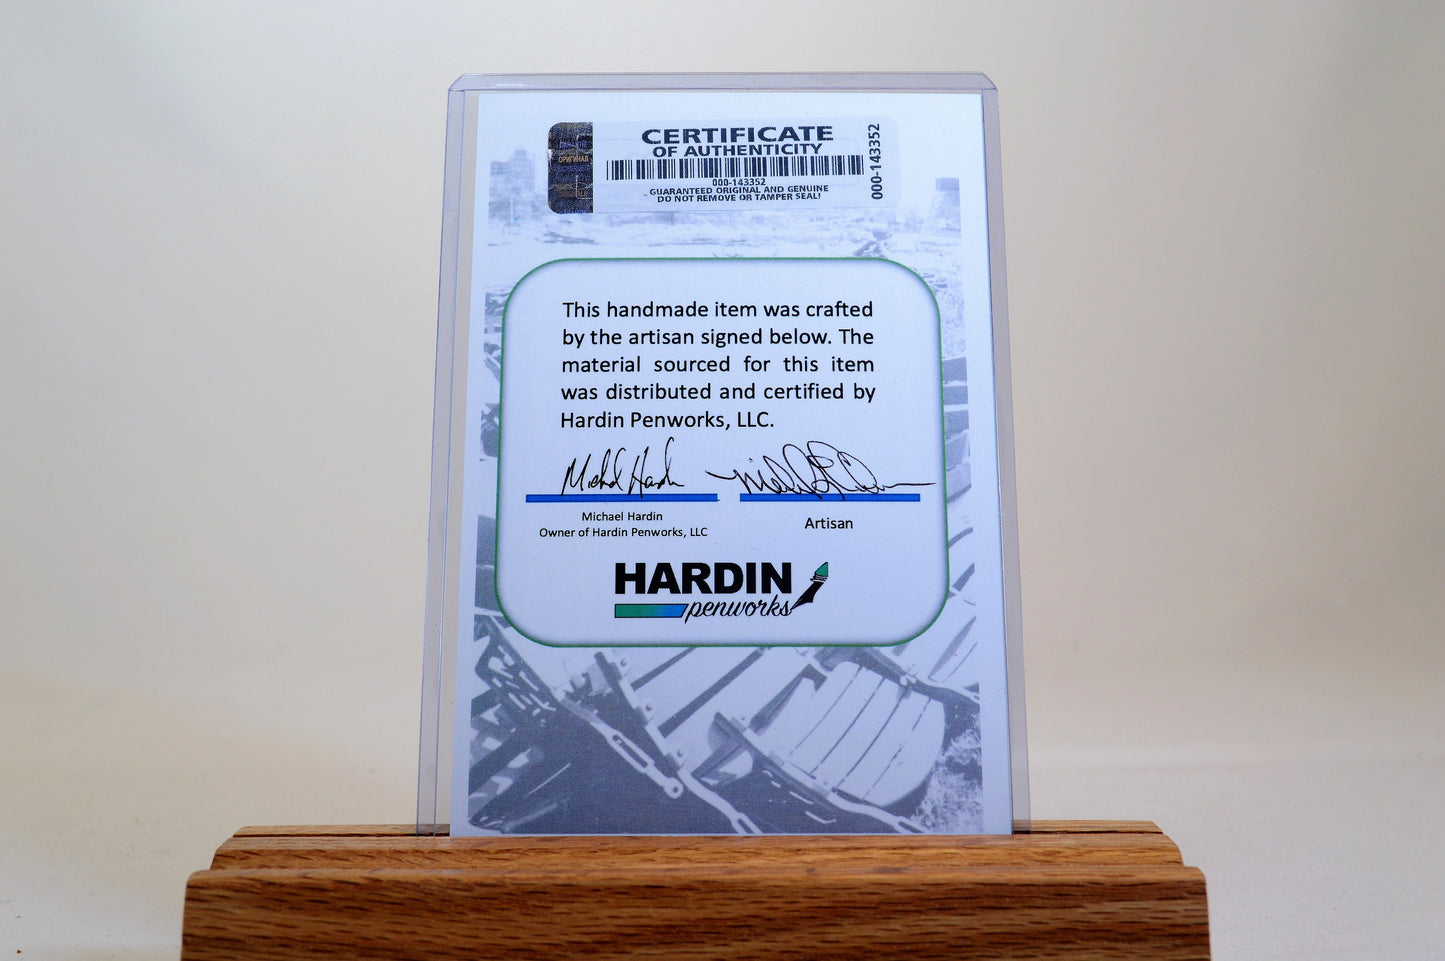 CERTIFICATE
OF AUTHENTICITY
000-143352
GUARANTEED ORIGINAL AND GENUINE
DO NOT REMOVE OR TAMPER SEAL!
000-143352
ОРИГИНАЛ
This handmade item was crafted
by the artisan signed below. The
material sourced for this item
was distributed and certified by
Hardin Penworks, LLC.
Michael Hardin
Michael Hardin
Owner of Hardin Penworks, LLC
Artisan
HARDIN
penworks